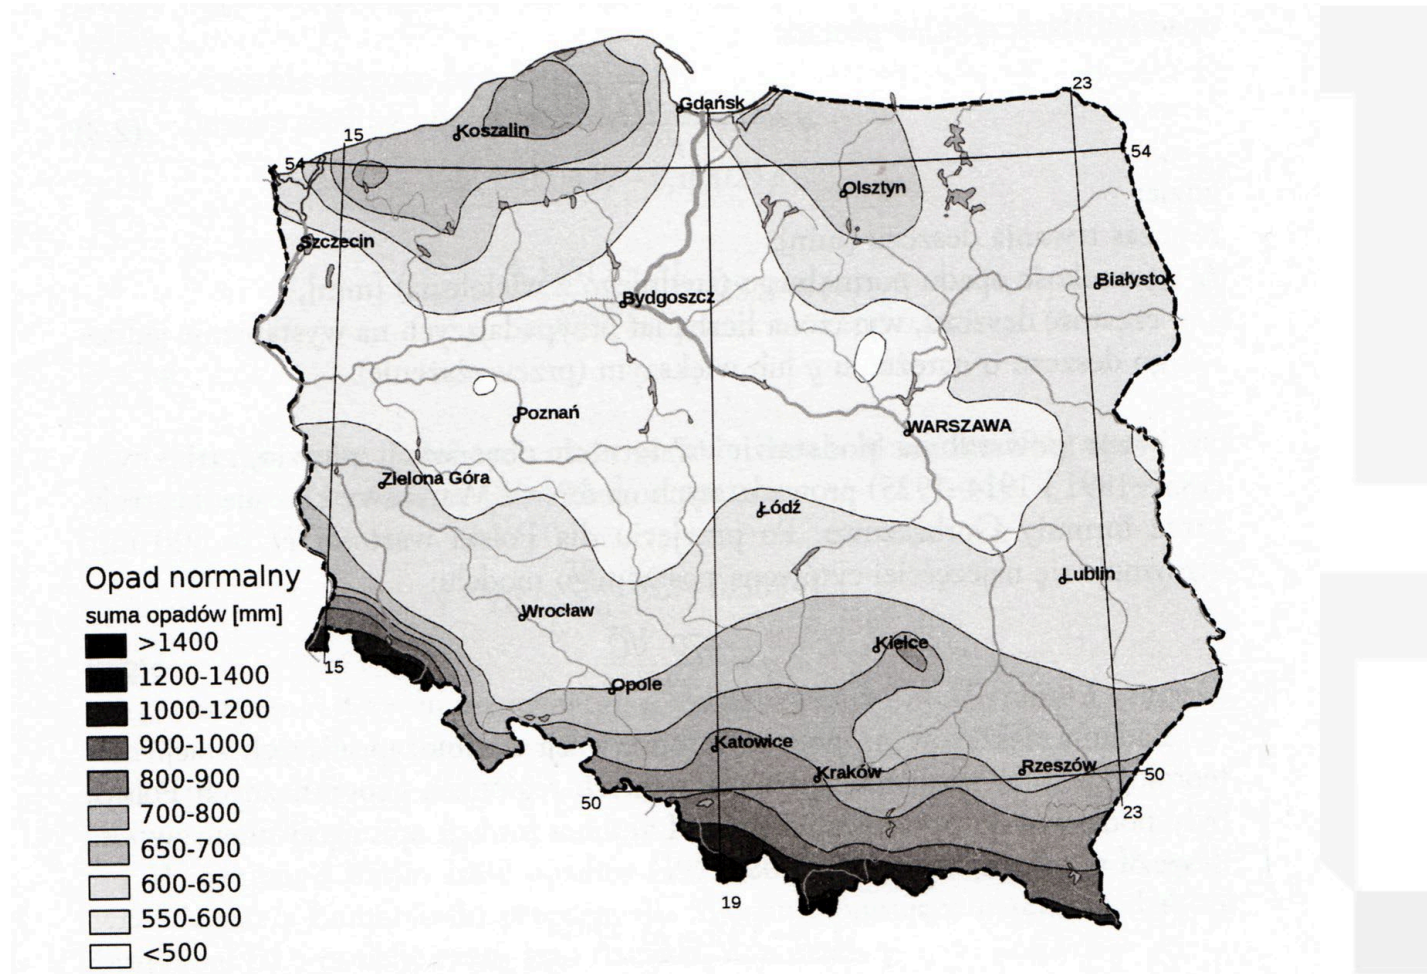 Gdańsk
23
15
Koszalin
54
54
Olsztyn
Szczecin
Białystok
Bydgoszcz
Poznań
WARSZAWA
Zielona Góra
Łódź
Lublin
Wrocław
Kielce
15
Opole
Katowice
Kraków
Rzeszów
50
50
23
19
Opad normalny
suma opadów [mm]
>1400
1200-1400
1000-1200
900-1000
800-900
700-800
650-700
600-650
550-600
<500